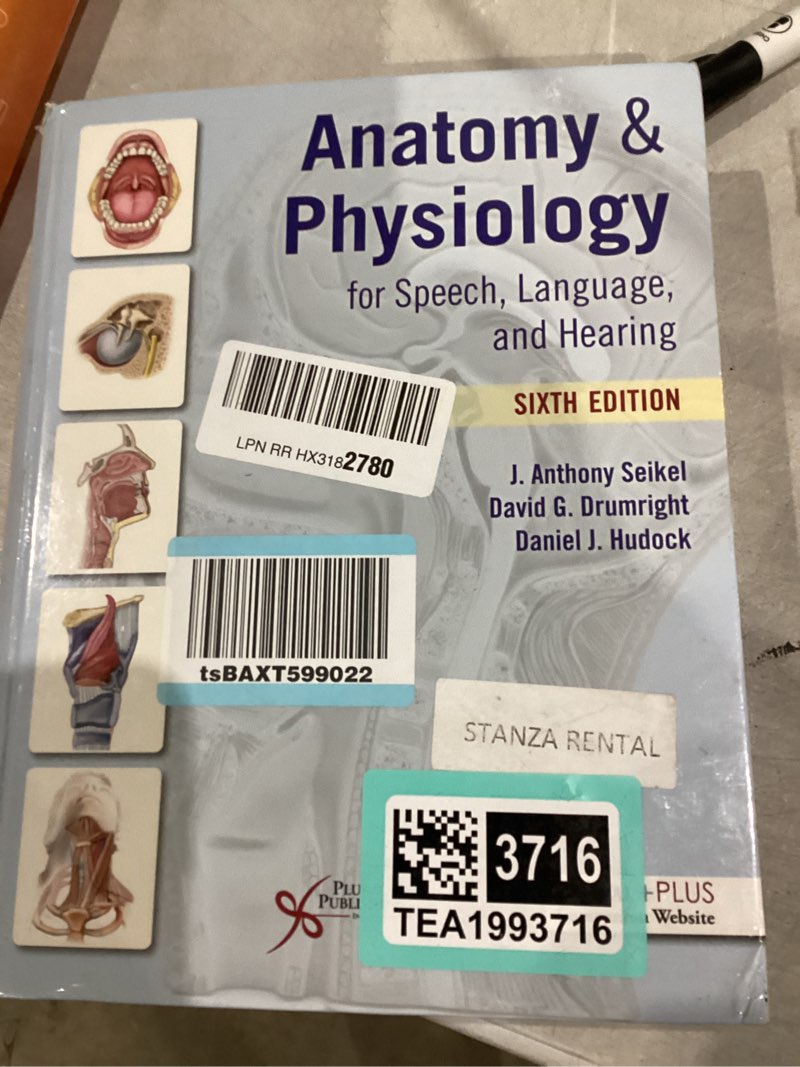 Anatomy &
Physiology
for Speech, Language,
and Hearing
SIXTH EDITION
LPN RR HX3182780
J. Anthony Seikel
David G. Drumright
Daniel J. Hudock
tsBAXT599022
STANZA RENTAL
3716
TEA1993716
PLUS
Website